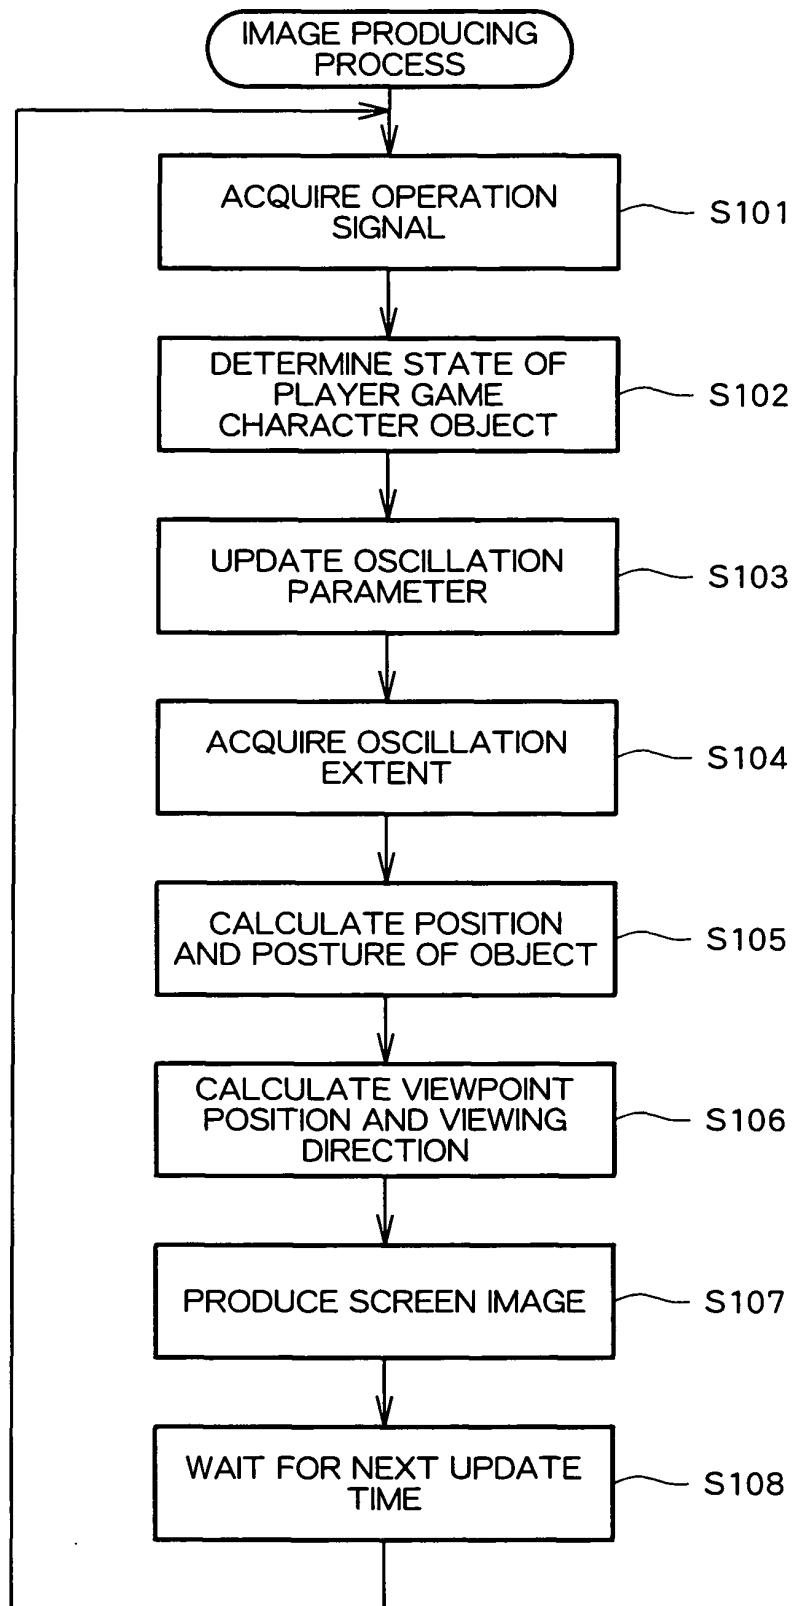 IMAGE PRODUCING
PROCESS
ACQUIRE OPERATION
SIGNAL
S101
DETERMINE STATE OF
PLAYER GAME
CHARACTER OBJECT
S102
UPDATE OSCILLATION
PARAMETER
S103
ACQUIRE OSCILLATION
EXTENT
S104
CALCULATE POSITION
AND POSTURE OF OBJECT
S105
CALCULATE VIEWPOINT
POSITION AND VIEWING
DIRECTION
S106
PRODUCE SCREEN IMAGE
S107
WAIT FOR NEXT UPDATE
TIME
S108